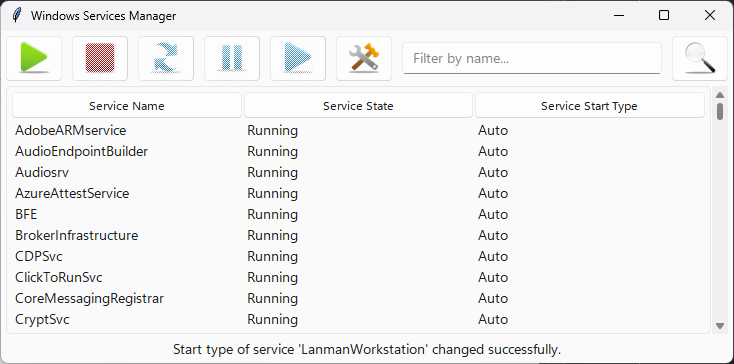 Windows Services Manager
Filter by name...
Service Name Service State Service Start Type
AdobeARMservice Running Auto
AudioEndpointBuilder Running Auto
Audiosrv Running Auto
AzureAttestService Running Auto
BFE Running Auto
BrokerInfrastructure Running Auto
CDPSvc Running Auto
ClickToRunSvc Running Auto
CoreMessagingRegistrar Running Auto
CryptSvc Running Auto
Start type of service 'LanmanWorkstation' changed successfully.